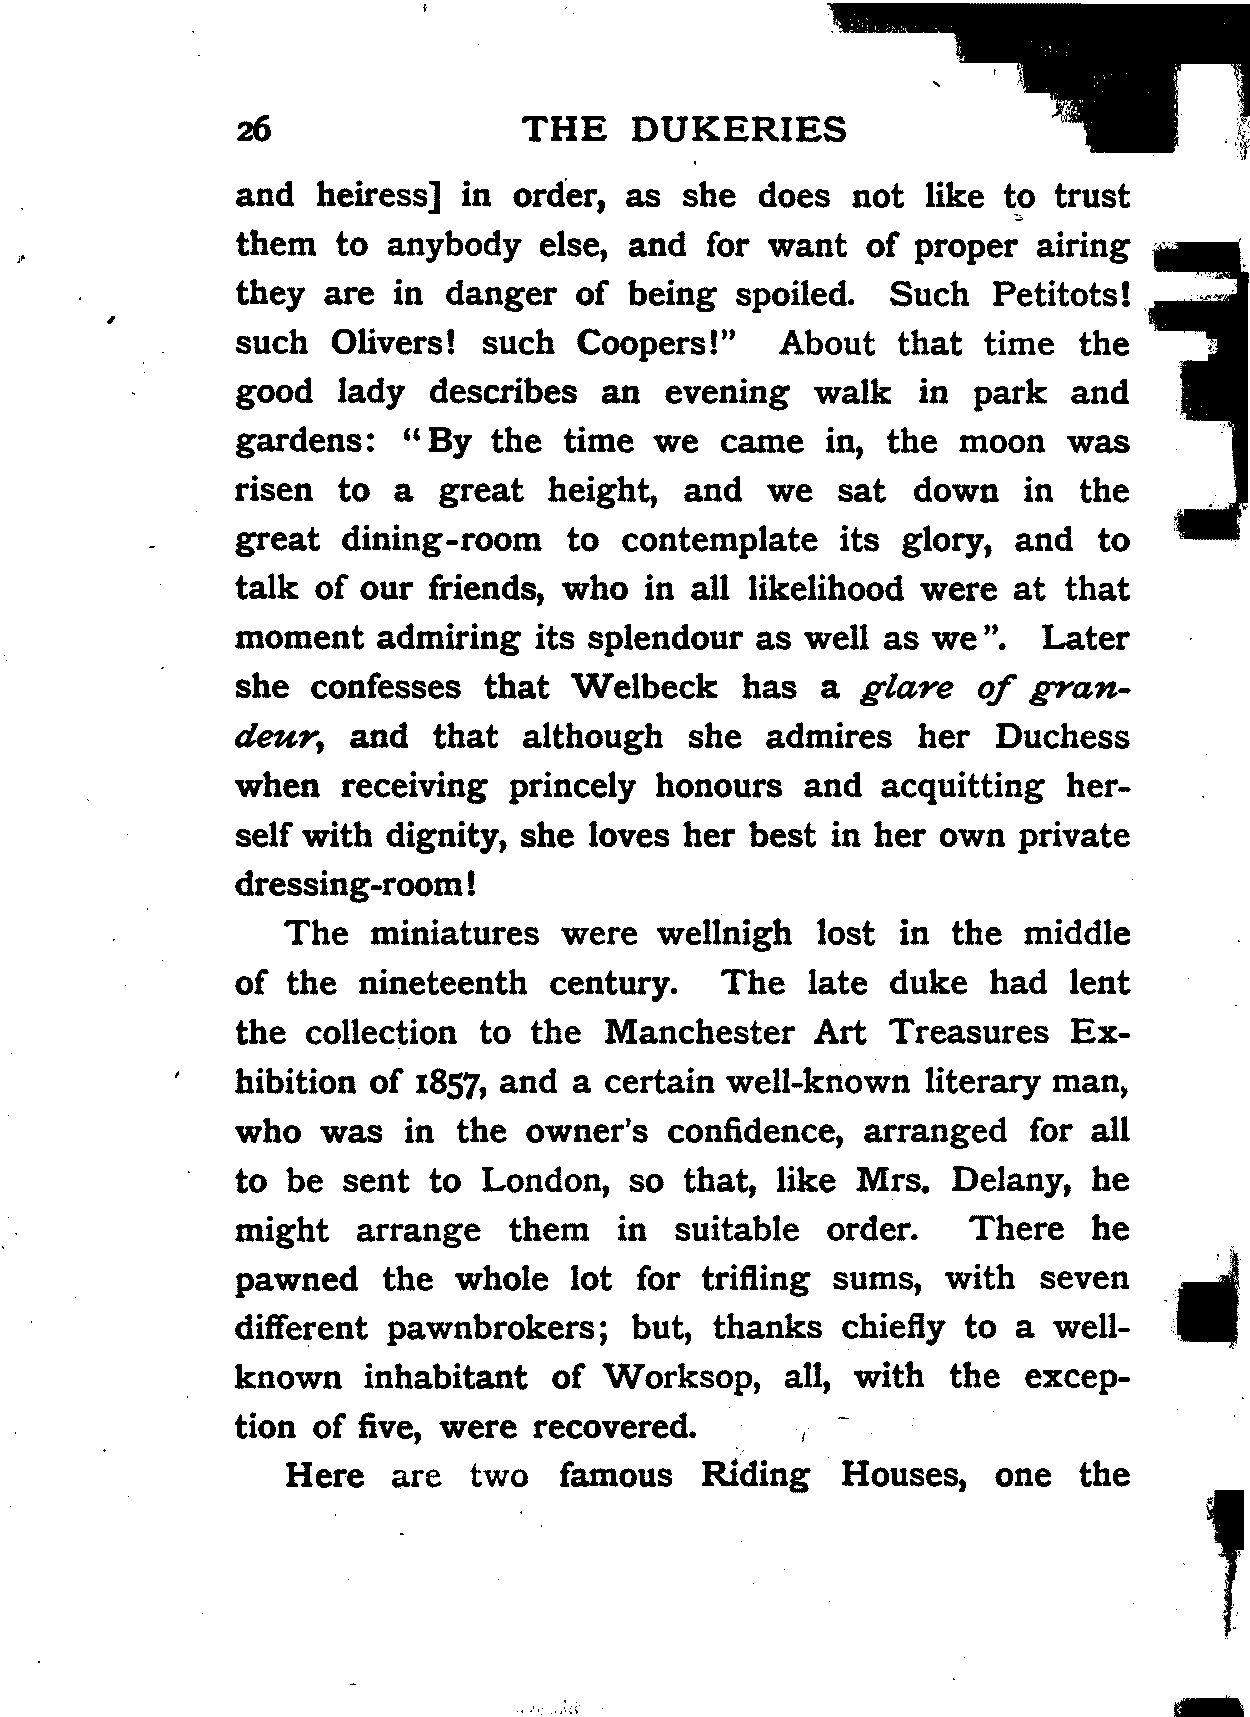 26 THE DUKERIES
and heiress] in order, as she does not like to trust
them to anybody else, and for want of proper airing
they are in danger of being spoiled. Such Petitots!
such Olivers! such Coopers!" About that time the
good lady describes an evening walk in park and
gardens: "By the time we came in, the moon was
risen to a great height, and we sat down in the
great dining-room to contemplate its glory, and to
talk of our friends, who in all likelihood were at that
moment admiring its splendour as well as we". Later
she confesses that Welbeck has a glare of gran-
deur, and that although she admires her Duchess
when receiving princely honours and acquitting her-
self with dignity, she loves her best in her own private
dressing-room!
The miniatures were wellnigh lost in the middle
of the nineteenth century. The late duke had lent
the collection to the Manchester Art Treasures Ex-
hibition of 1857, and a certain well-known literary man,
who was in the owner's confidence, arranged for all
to be sent to London, so that, like Mrs. Delany, he
might arrange them in suitable order. There he
pawned the whole lot for trifling sums, with seven
different pawnbrokers; but, thanks chiefly to a well-
known inhabitant of Worksop, all, with the excep-
tion of five, were recovered.
Here are two famous Riding Houses, one the